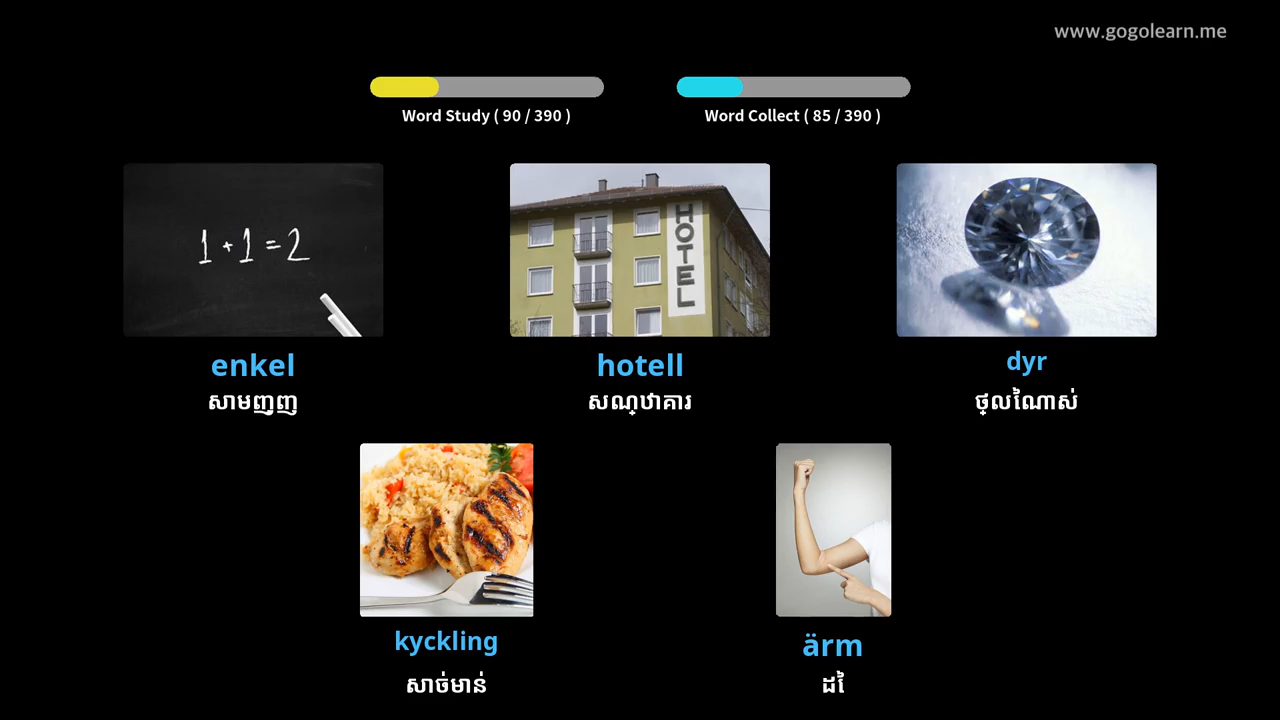 www.gogolearn.me
Word Study ( 90 / 390 )
Word Collect ( 85 / 390 )
1 + 1 = 2
HOTEL
enkel
hotell
dyr
សាមញ្ញ
សណ្ឋាគារ
ថ្លៃណាស់
kyckling
ärm
សាច់មាន់
ដៃ